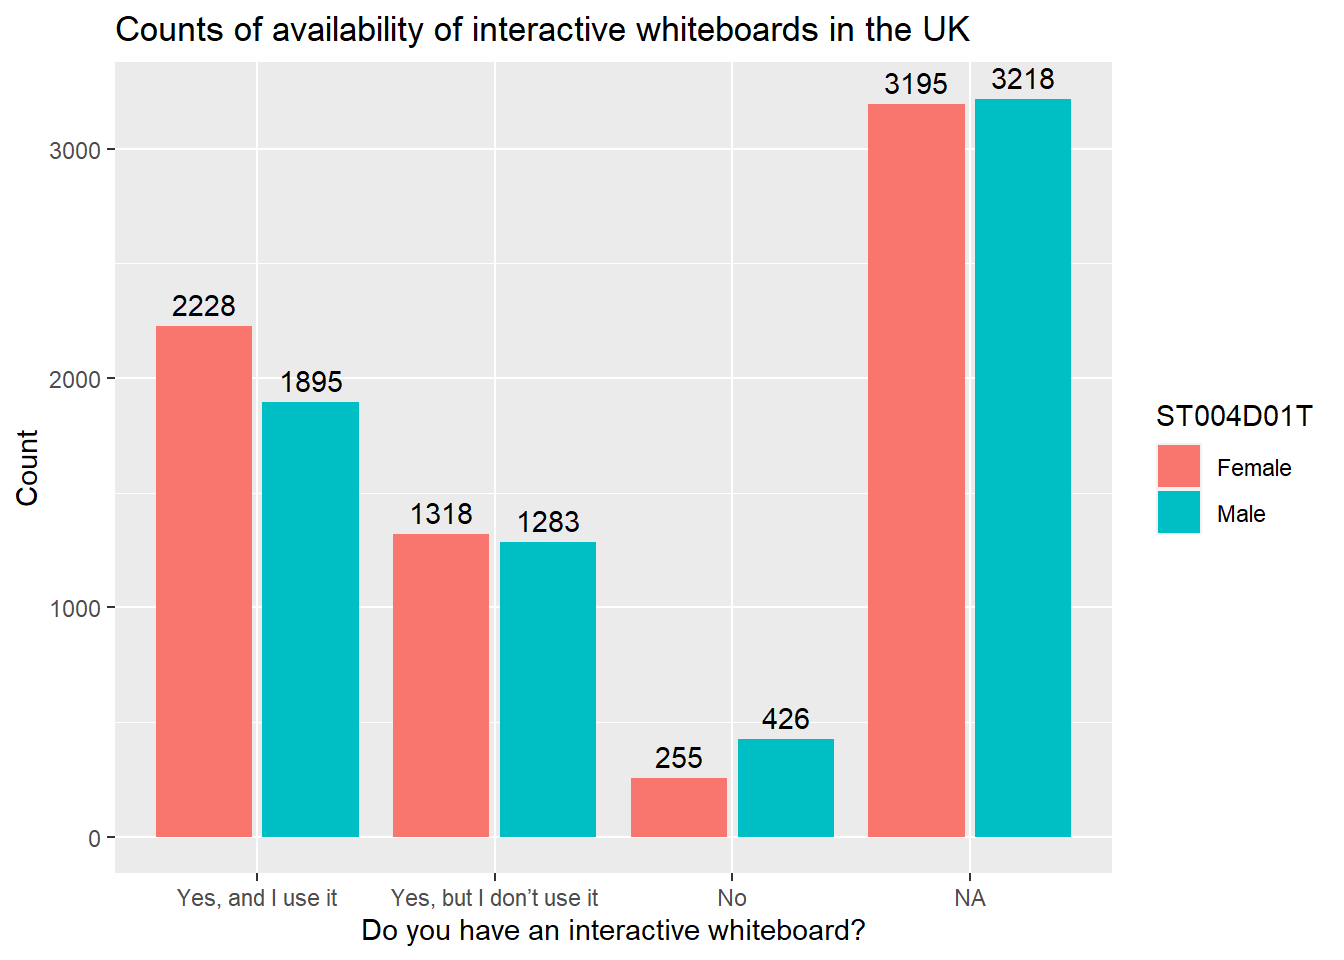 Counts of availability of interactive whiteboards in the UK
3195
3218
3000
2228
1895
2000
ST004D01T
Female
Male
Count
1318
1283
1000
426
255
0
Yes, and I use it
Yes, but I don’t use it
No
NA
Do you have an interactive whiteboard?